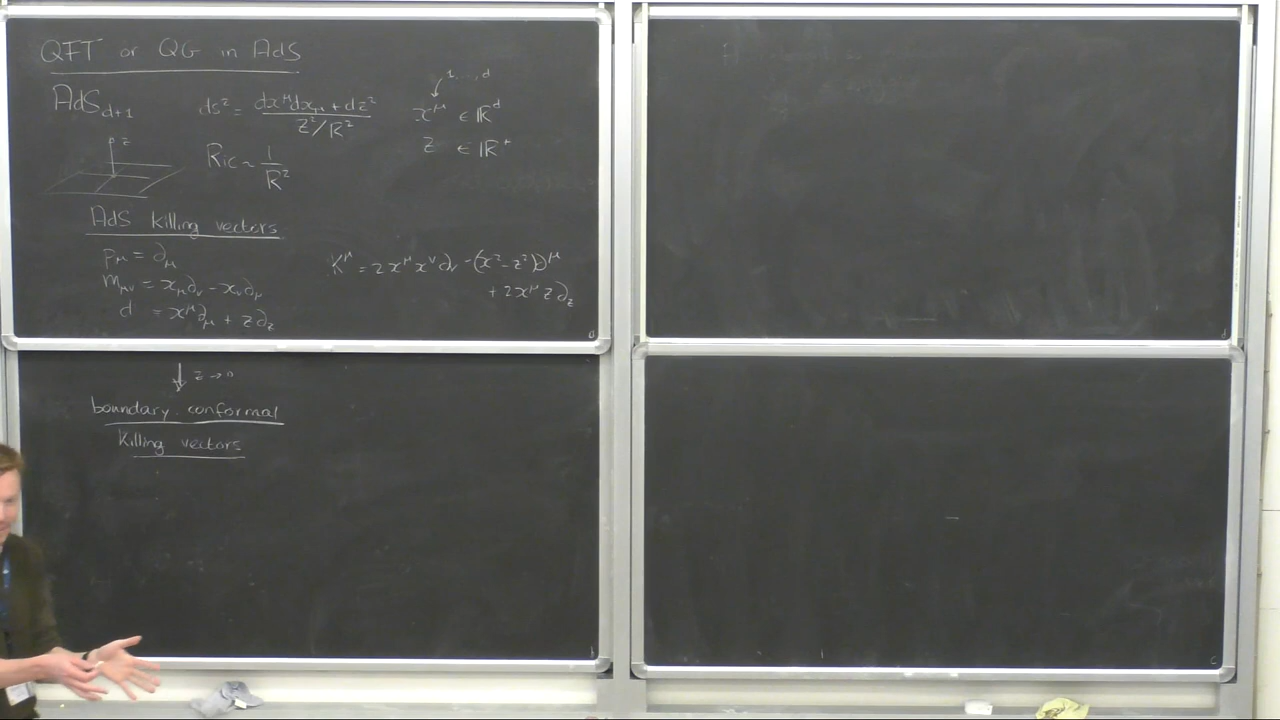 QFT or QG in AdS
AdS_{d+1}
ds² = (dx^μ dx_μ + dz²) / (z²/R²)
1, ..., d
x^μ ∈ ℝ^d
z ∈ ℝ^+
z
Ric ~ 1/R²
AdS Killing vectors
p_μ = ∂_μ
m_{μν} = x_μ∂_ν - x_ν∂_μ
d = x^μ∂_μ + z∂_z
K^μ = 2x^μ x^ν ∂_ν - (x² - z²)∂^μ
+ 2x^μ z∂_z
↓ z → 0
boundary conformal
Killing vectors